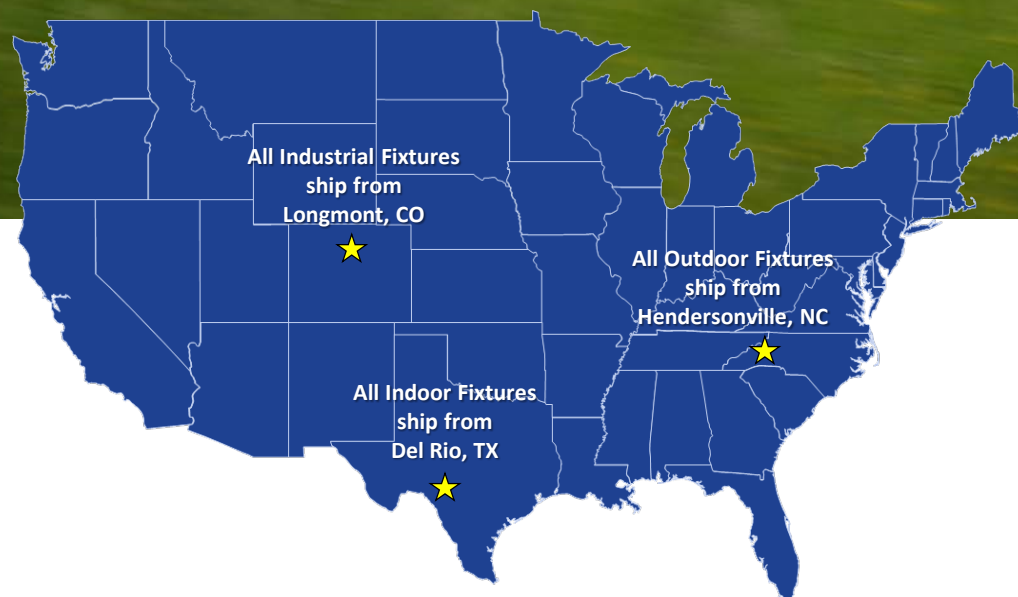 All Industrial Fixtures
ship from
Longmont, CO
All Outdoor Fixtures
ship from
Hendersonville, NC
All Indoor Fixtures
ship from
Del Rio, TX